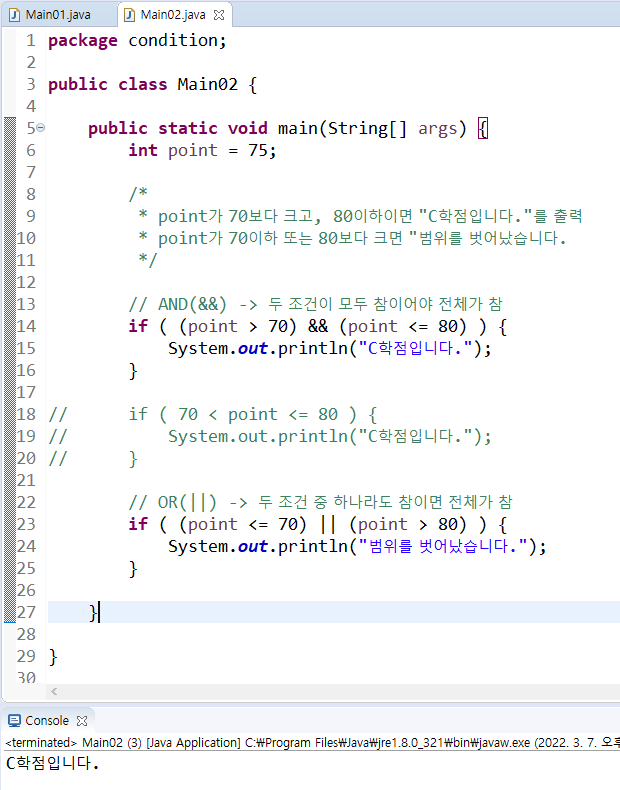 Main01.java Main02.java
1 package condition;
2
3 public class Main02 {
4
5 public static void main(String[] args) {
6 int point = 75;
7
8 /*
9 * point가 70보다 크고, 80이하이면 "C학점입니다."를 출력
10 * point가 70이하 또는 80보다 크면 "범위를 벗어났습니다.
11 */
12
13 // AND(&&) -> 두 조건이 모두 참이어야 전체가 참
14 if ( (point > 70) && (point <= 80) ) {
15 System.out.println("C학점입니다.");
16 }
17
18 // if ( 70 < point <= 80 ) {
19 // System.out.println("C학점입니다.");
20 // }
21
22 // OR(||) -> 두 조건 중 하나라도 참이면 전체가 참
23 if ( (point <= 70) || (point > 80) ) {
24 System.out.println("범위를 벗어났습니다.");
25 }
26
27 }
28
29 }
30
Console
<terminated> Main02 (3) [Java Application] C:₩Program Files₩Java₩jre1.8.0_321₩bin₩javaw.exe (2022. 3. 7. 오후
C학점입니다.